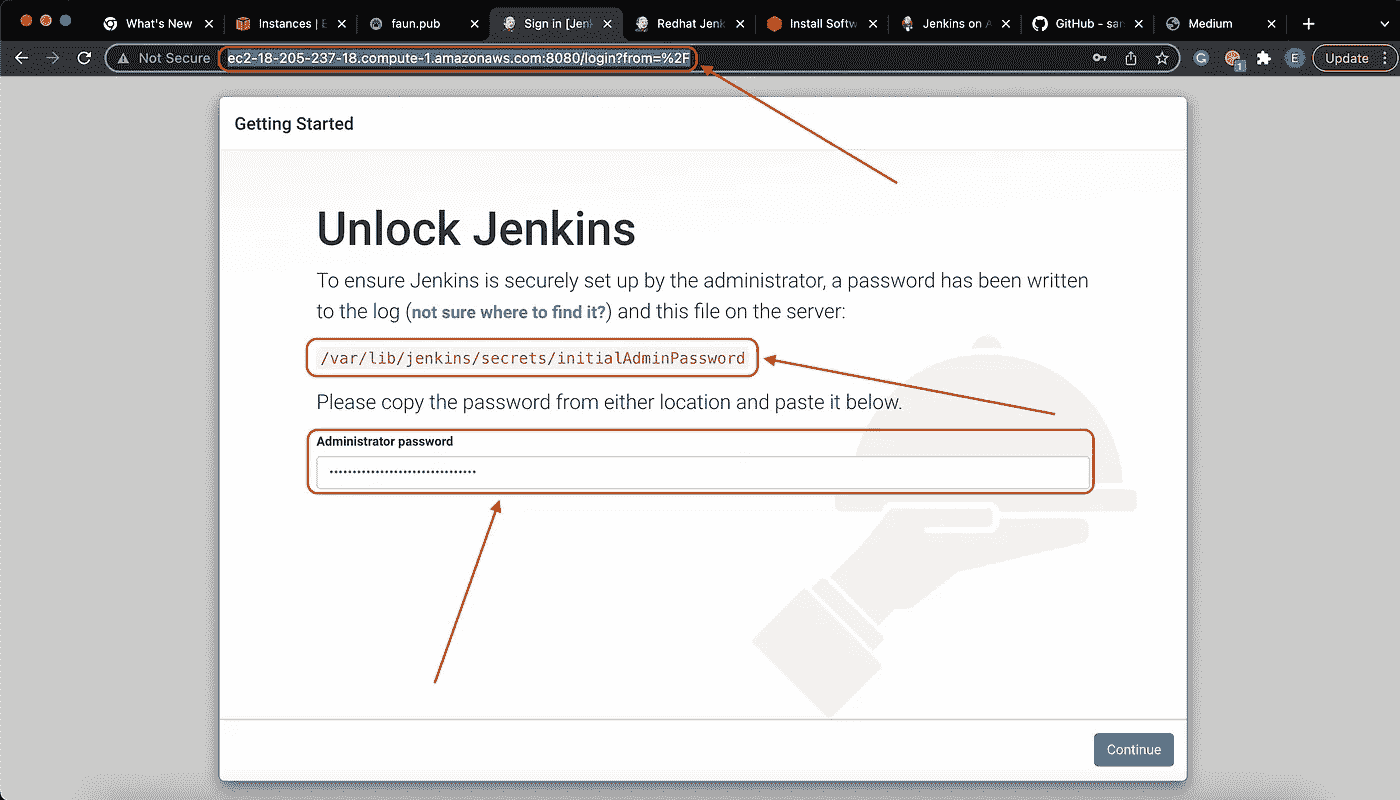 What's New
Instances | E
faun.pub
Sign in [Jenk
Redhat Jenk
Install Softw
Jenkins on A
GitHub - sar
Medium
Not Secure
ec2-18-205-237-18.compute-1.amazonaws.com:8080/login?from=%2F
G
1
E
Update
Getting Started
Unlock Jenkins
To ensure Jenkins is securely set up by the administrator, a password has been written
to the log (not sure where to find it?) and this file on the server:
/var/lib/jenkins/secrets/initialAdminPassword
Please copy the password from either location and paste it below.
Administrator password
Continue